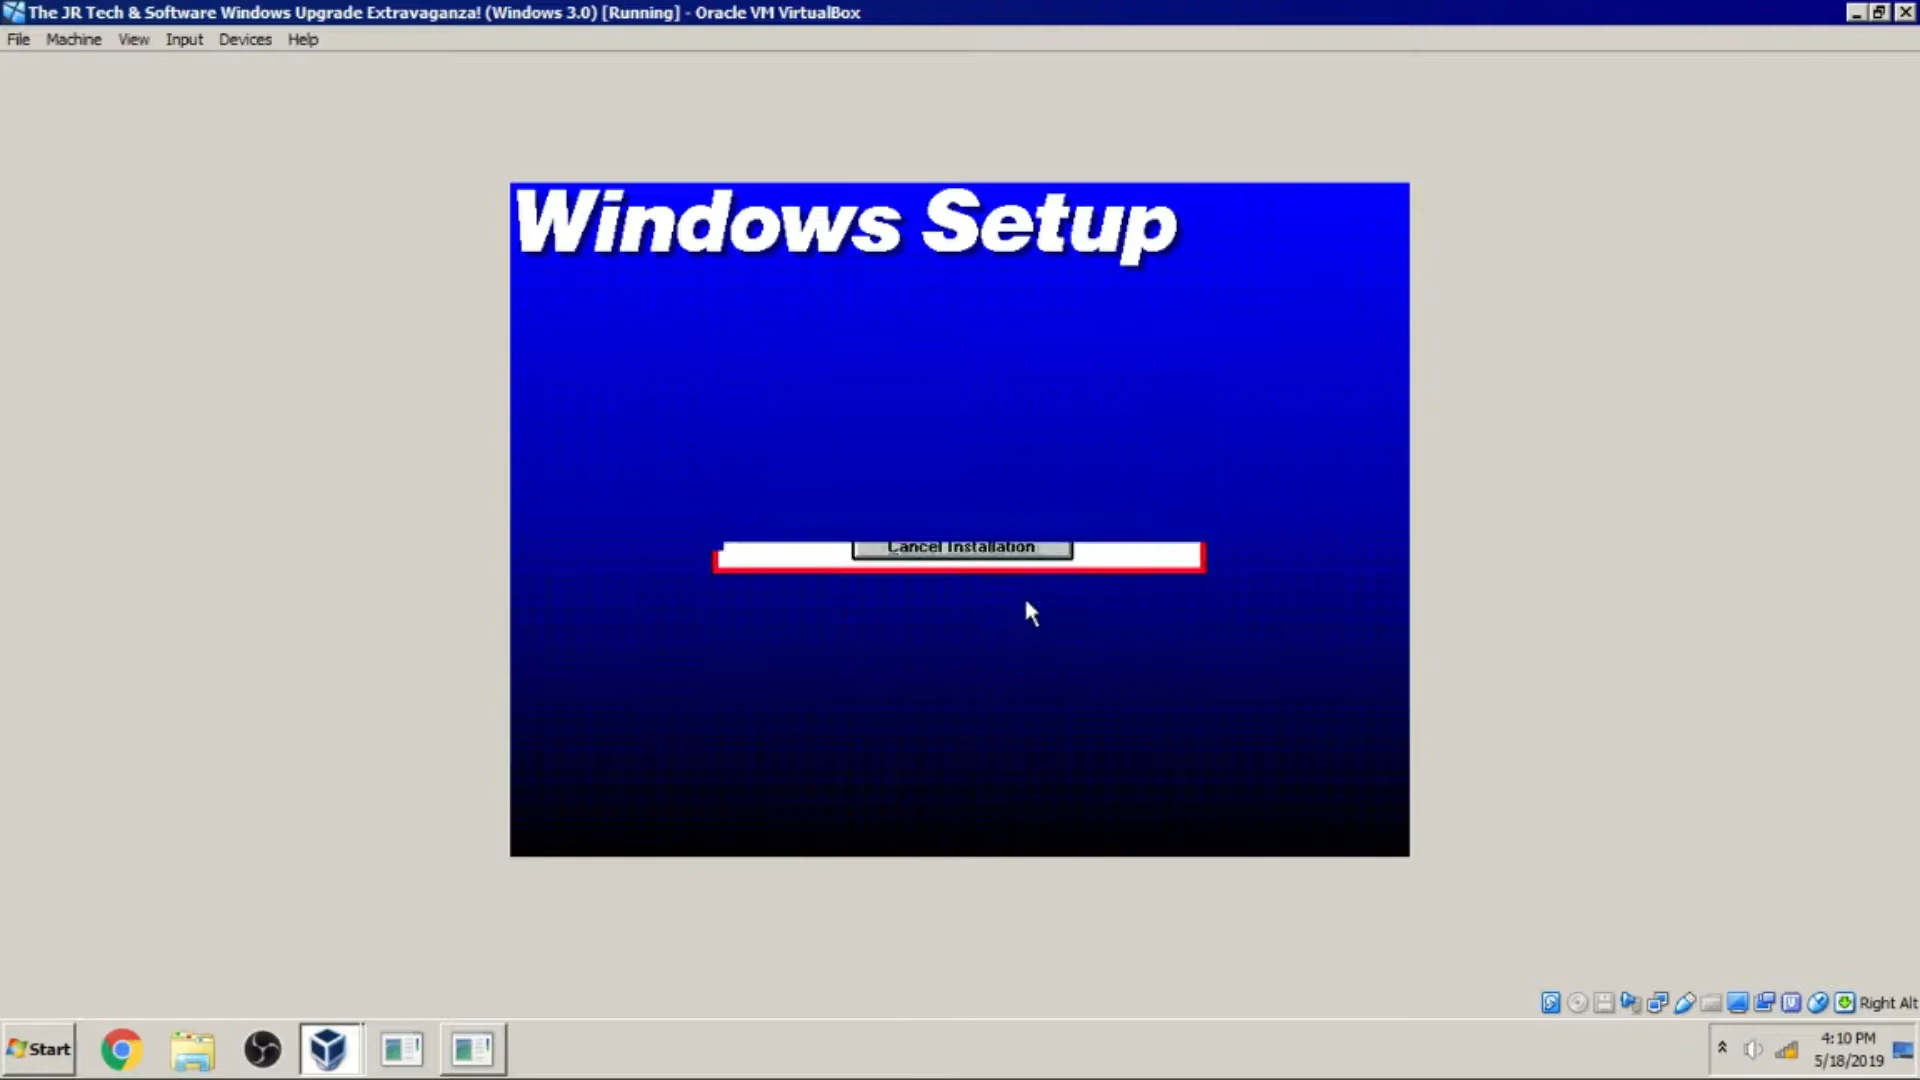 The JR Tech & Software Windows Upgrade Extravaganza! (Windows 3.0) [Running] - Oracle VM VirtualBox
File Machine View Input Devices Help
Windows Setup
Cancel Installation
Right Alt
Start
4:10 PM
5/18/2019